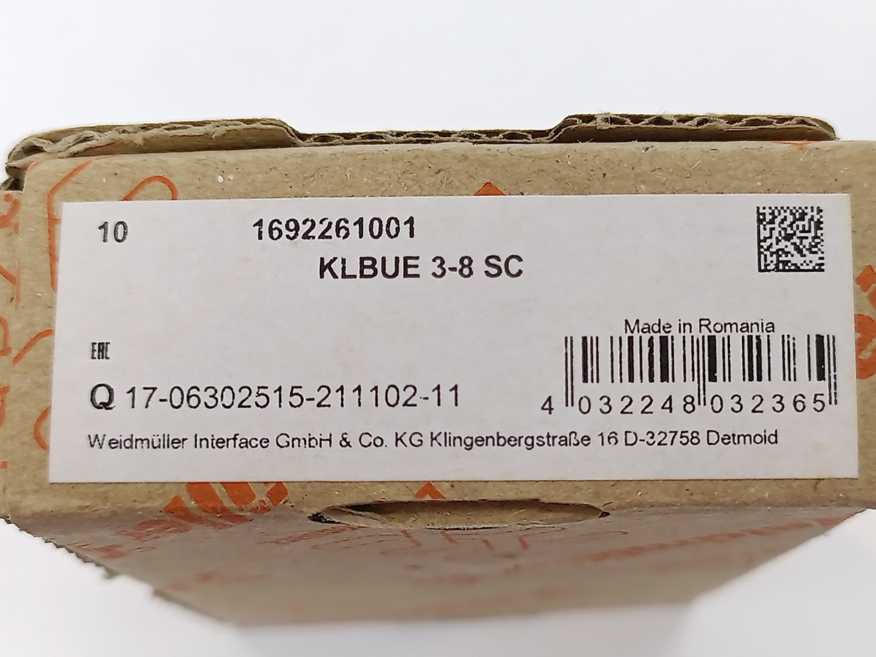 10 1692261001
KLBUE 3-8 SC
Made in Romania
EAC
Q 17-06302515-211102-11
4 032248 032365
Weidmüller Interface GmbH & Co. KG Klingenbergstraße 16 D-32758 Detmold